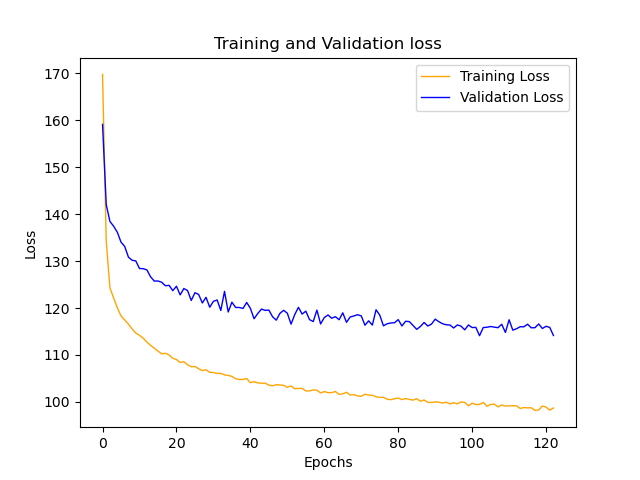 Training and Validation loss
Training Loss
Validation Loss
170
160
150
140
130
120
110
100
Loss
0 20 40 60 80 100 120
Epochs